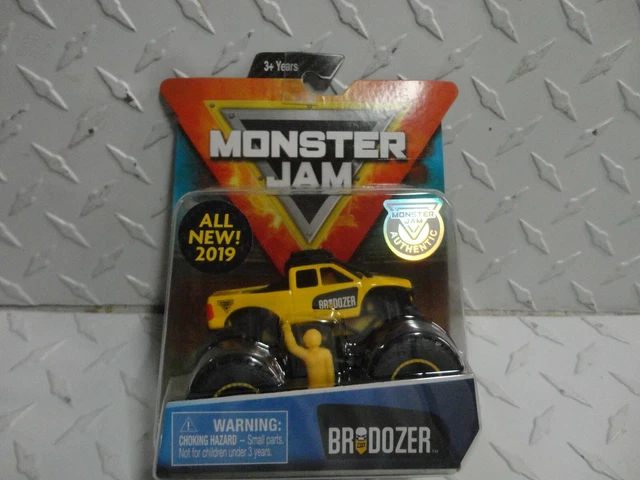 3+ Years
MONSTER
JAM
ALL
NEW!
2019
MONSTER
JAM
AUTHENTIC
BRODOZER
WARNING:
CHOKING HAZARD – Small parts.
Not for children under 3 years.
BRODOZER™